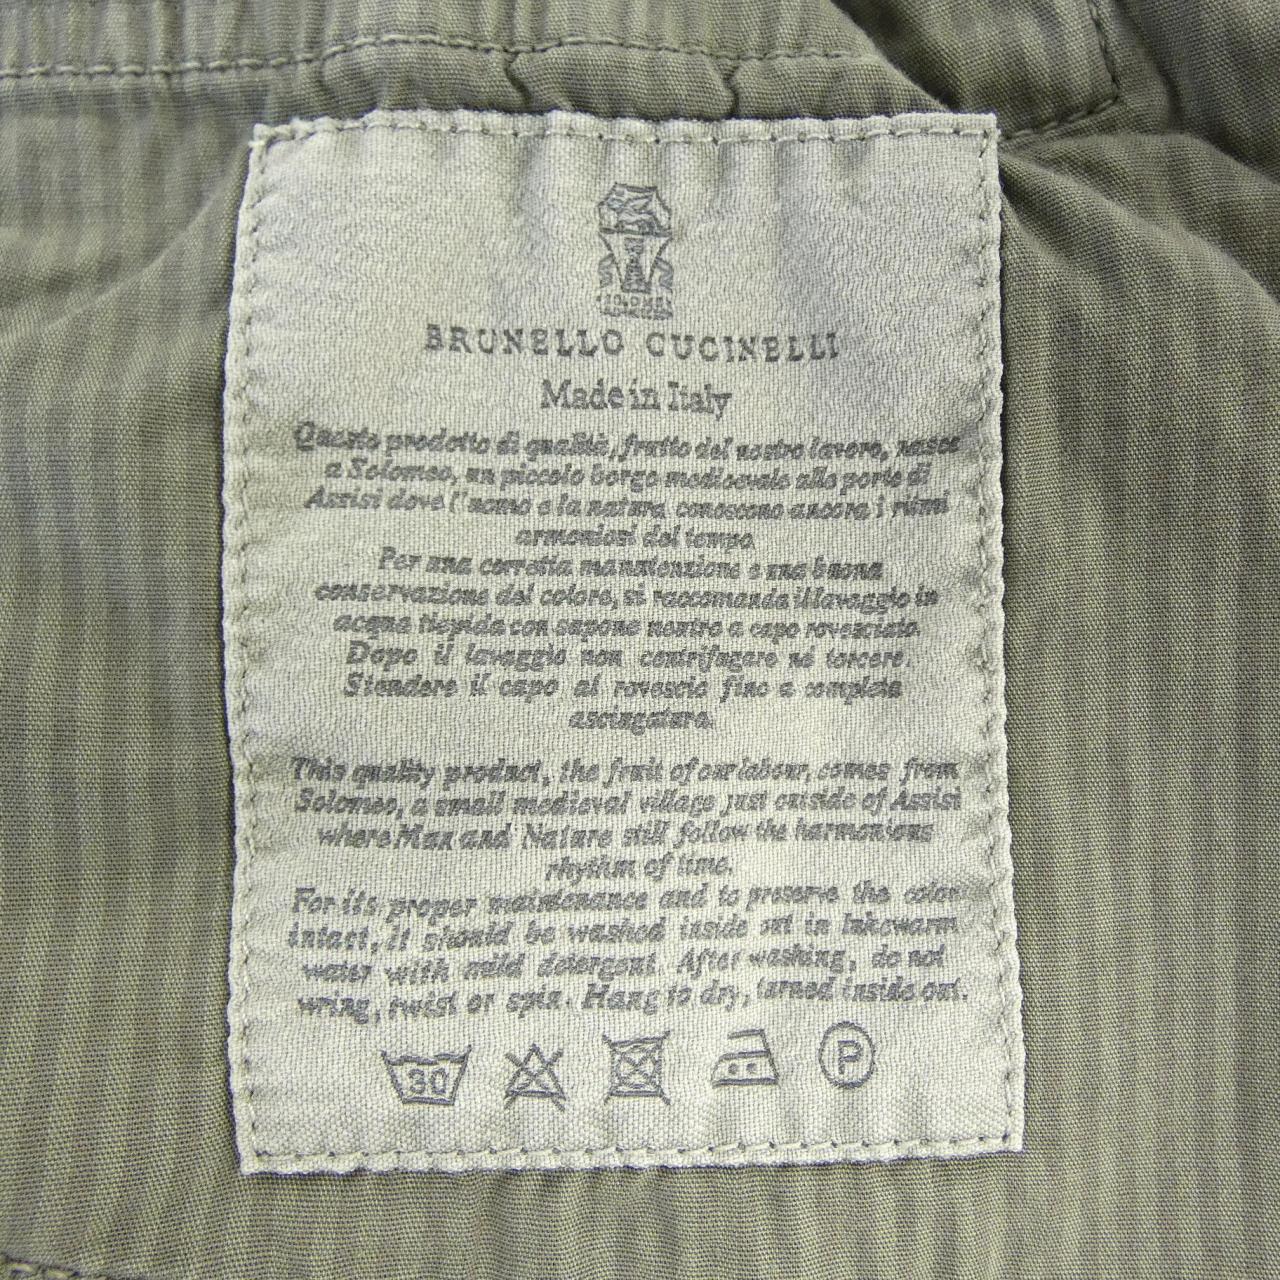 SOLOMEO
BRUNELLO CUCINELLI
Made in Italy
Questo prodotto di qualità, frutto del nostro lavoro, nasce
a Solomeo, un piccolo borgo medioevale alle porte di
Assisi dove l'uomo e la natura conoscono ancora i ritmi
armoniosi del tempo.
Per una corretta manutenzione e una buona
conservazione del colore, si raccomanda il lavaggio in
acqua tiepida con sapone neutro a capo rovesciato.
Dopo il lavaggio non centrifugare né torcere.
Stendere il capo al rovescio fino a completa
asciugatura.
This quality product, the fruit of our labour, comes from
Solomeo, a small medieval village just outside of Assisi
where Man and Nature still follow the harmonious
rhythm of time.
For its proper maintenance and to preserve the color
intact, it should be washed inside out in lukewarm
water with mild detergent. After washing, do not
wring, twist or spin. Hang to dry, turned inside out.
30 P